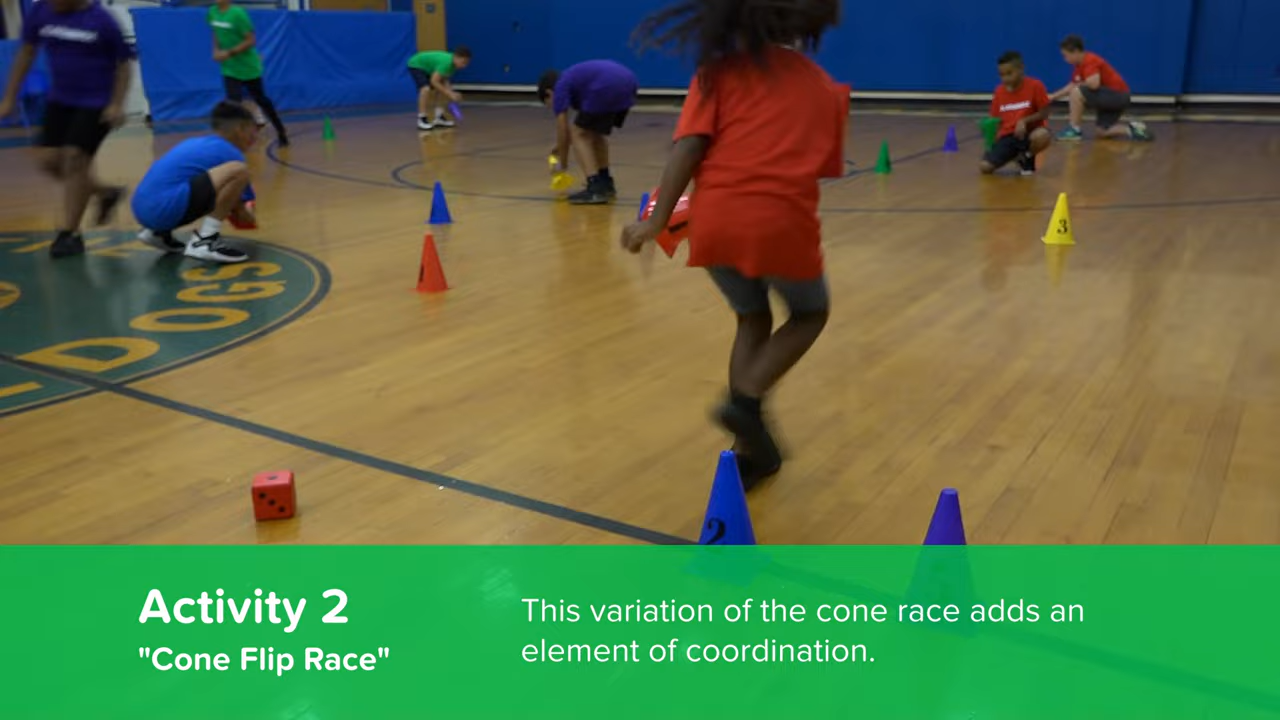 DOGS
3
2
Activity 2
"Cone Flip Race"
This variation of the cone race adds an
element of coordination.